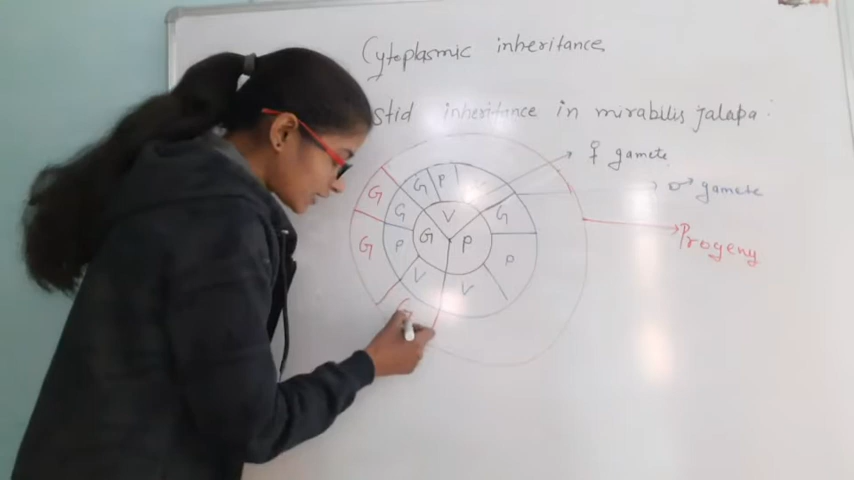 Cytoplasmic inheritance
stid inheritance in mirabilis jalapa :
♀ gamete
♂ gamete
Progeny
G G P
G G V G
G P G P P
V V
G